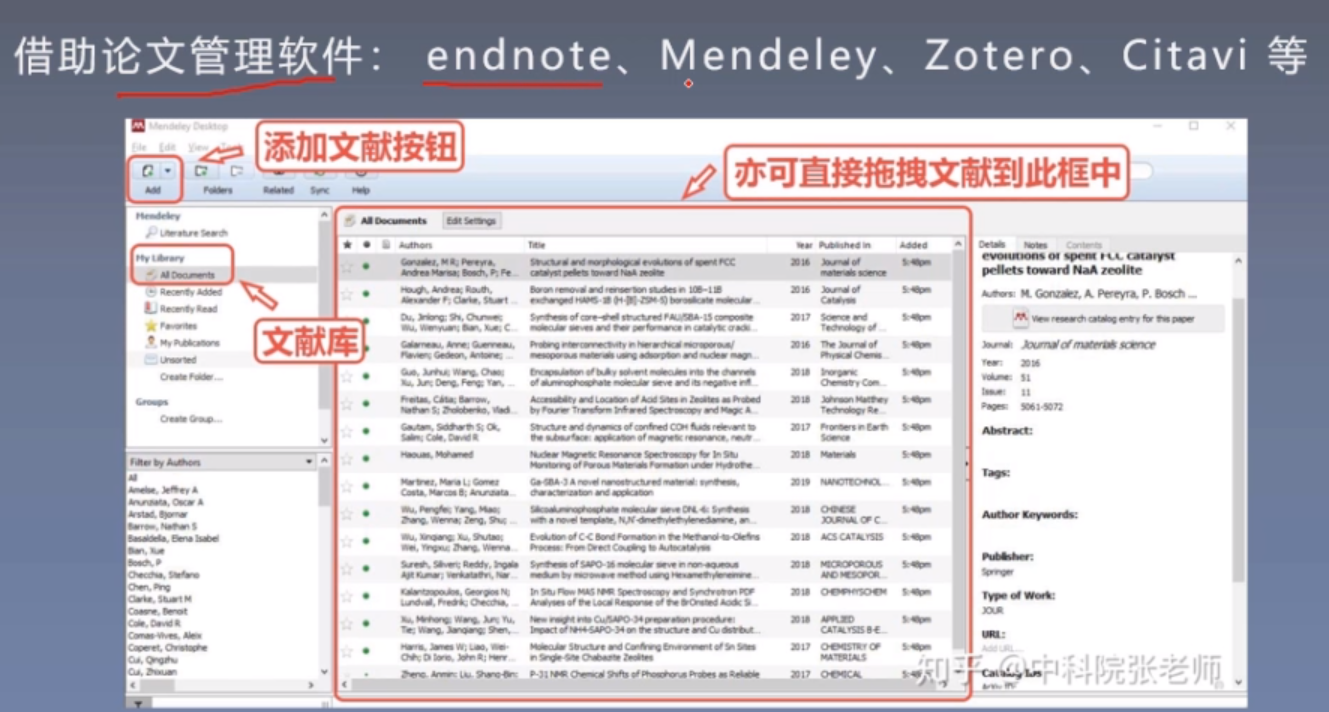 借助论文管理软件： endnote、Mendeley、Zotero、Citavi 等
Mendeley Desktop
File Edit View Tools
添加文献按钮
亦可直接拖拽文献到此框中
Add Folders Related Sync Help
Mendeley
Literature Search
My Library
All Documents
Recently Added
Recently Read
Favorites
My Publications
Unsorted
Create Folder...
Groups
Create Group...
文献库
Filter by Authors
All
Amelse, Jeffrey A
Anunziata, Oscar A
Arstad, Bjornar
Barrow, Nathan S
Basaldella, Elena Isabel
Bian, Xue
Bosch, P
Checchia, Stefano
Chen, Ping
Clarke, Stuart M
Coasne, Benoit
Cole, David R
Comas-Vives, Aleix
Coperet, Christophe
Cui, Qingzhu
Cui, Zhixuan
All Documents Edit Settings
Authors Title Year Published In Added
Gonzalez, M R; Pereyra, Structural and morphological evolutions of spent FCC 2016 Journal of 5:48pm
Andrea Marisa; Bosch, P; Fe... catalyst pellets toward NaA zeolite materials science
Hough, Andrea; Routh, Boron removal and reinsertion studies in 10B–11B 2016 Journal of 5:48pm
Alexander F; Clarke, Stuart ... exchanged HAMS-1B (H-[B]-ZSM-5) borosilicate molecular... Catalysis
Du, Jinlong; Shi, Chunwei; Synthesis of core–shell structured FAU/SBA-15 composite 2017 Science and 5:48pm
Wu, Wenyuan; Bian, Xue; C... molecular sieves and their performance in catalytic cracki... Technology of ...
Galarneau, Anne; Guenneau, Probing interconnectivity in hierarchical microporous/ 2016 The Journal of 5:48pm
Flavien; Gedeon, Antoine; ... mesoporous materials using adsorption and nuclear magn... Physical Chemis...
Guo, Junhui; Wang, Chao; Encapsulation of bulky solvent molecules into the channels 2018 Inorganic 5:48pm
Xu, Jun; Deng, Feng; Yan, ... of aluminophosphate molecular sieve and its negative infl... Chemistry Com...
Freitas, Cátia; Barrow, Accessibility and Location of Acid Sites in Zeolites as Probed 2018 Johnson Matthey 5:48pm
Nathan S; Zholobenko, Vladi... by Fourier Transform Infrared Spectroscopy and Magic A... Technology Re...
Gautam, Siddharth S; Ok, Structure and dynamics of confined COH fluids relevant to 2017 Frontiers in Earth 5:48pm
Salim; Cole, David R the subsurface: application of magnetic resonance, neutr... Science
Haouas, Mohamed Nuclear Magnetic Resonance Spectroscopy for In Situ 2018 Materials 5:48pm
Monitoring of Porous Materials Formation under Hydrothe...
Martinez, Maria L; Gomez Ga-SBA-3 A novel nanostructured material: synthesis, 2019 NANOTECHNOL... 5:48pm
Costa, Marcos B; Anunziata... characterization and application
Wu, Pengfei; Yang, Miao; Silicoaluminophosphate molecular sieve DNL-6: Synthesis 2018 CHINESE 5:48pm
Zhang, Wenna; Zeng, Shu; ... with a novel template, N,N'-dimethylethylenediamine, an... JOURNAL OF C...
Wu, Xinqiang; Xu, Shutao; Evolution of C-C Bond Formation in the Methanol-to-Olefins 2018 ACS CATALYSIS 5:48pm
Wei, Yingxu; Zhang, Wenna... Process: From Direct Coupling to Autocatalysis
Suresh, Siliveri; Reddy, Ingala Synthesis of SAPO-16 molecular sieve in non-aqueous 2018 MICROPOROUS 5:48pm
Ajit Kumar; Venkatathri, Nar... medium by microwave method using Hexamethyleneimine... AND MESOPOR...
Kalantzopoulos, Georgios N; In Situ Flow MAS NMR Spectroscopy and Synchrotron PDF 2018 CHEMPHYSCHEM 5:48pm
Lundvall, Fredrik; Checchia, ... Analyses of the Local Response of the BrOnsted Acidic Si...
Xu, Minhong; Wang, Jun; Yu, New insight into Cu/SAPO-34 preparation procedure: 2018 APPLIED 5:48pm
Tie; Wang, Jianqiang; Shen,... Impact of NH4-SAPO-34 on the structure and Cu distribut... CATALYSIS B-E...
Harris, James W; Liao, Wei- Molecular Structure and Confining Environment of Sn Sites 2017 CHEMISTRY OF 5:48pm
Chih; Di Iorio, John R; Henr... in Single-Site Chabazite Zeolites MATERIALS
Zheng, Anmin; Liu, Shang-Bin; P-31 NMR Chemical Shifts of Phosphorus Probes as Reliable 2017 CHEMICAL
Details Notes Contents
evolutions of spent FCC catalyst
pellets toward NaA zeolite
Authors: M. Gonzalez, A. Pereyra, P. Bosch ...
View research catalog entry for this paper
Journal: Journal of materials science
Year: 2016
Volume: 51
Issue: 11
Pages: 5061-5072
Abstract:
Tags:
Author Keywords:
Publisher:
Springer
Type of Work:
JOUR
URL:
Add URL...
Catalog IDs
知乎 @中科院张老师